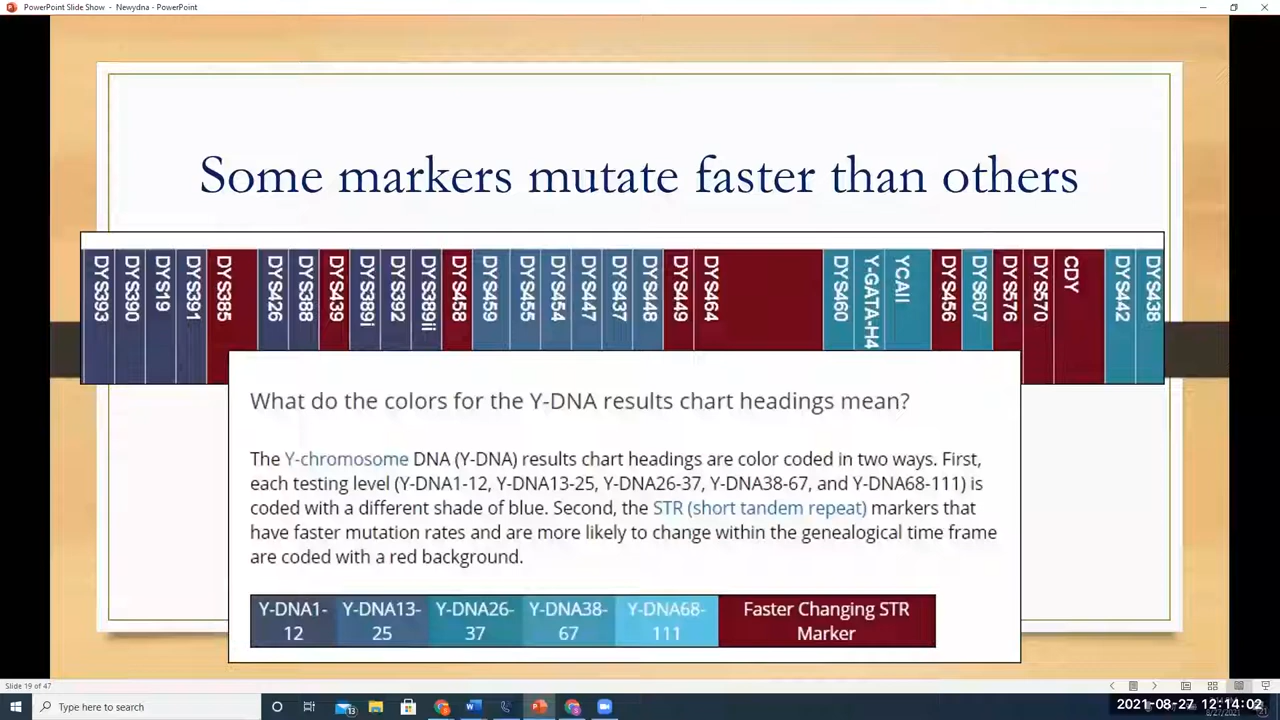 PowerPoint Slide Show - Newydna - PowerPoint
Some markers mutate faster than others
DYS393
DYS390
DYS19
DYS391
DYS385
DYS426
DYS388
DYS439
DYS389i
DYS392
DYS389ii
DYS458
DYS459
DYS455
DYS454
DYS447
DYS437
DYS448
DYS449
DYS464
DYS460
Y-GATA-H4
YCAII
DYS456
DYS607
DYS576
DYS570
CDY
DYS442
DYS438
What do the colors for the Y-DNA results chart headings mean?
The Y-chromosome DNA (Y-DNA) results chart headings are color coded in two ways. First,
each testing level (Y-DNA1-12, Y-DNA13-25, Y-DNA26-37, Y-DNA38-67, and Y-DNA68-111) is
coded with a different shade of blue. Second, the STR (short tandem repeat) markers that
have faster mutation rates and are more likely to change within the genealogical time frame
are coded with a red background.
Y-DNA1-
12
Y-DNA13-
25
Y-DNA26-
37
Y-DNA38-
67
Y-DNA68-
111
Faster Changing STR
Marker
Slide 19 of 47
Type here to search
13
2021-08-27 12:14:02